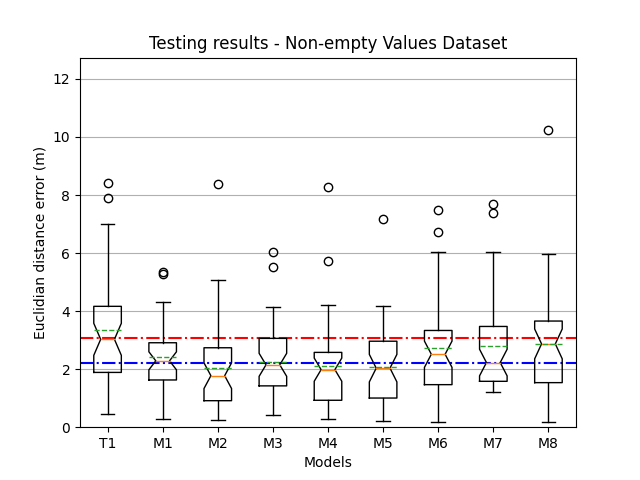 Testing results - Non-empty Values Dataset
12
10
8
6
4
2
0
Euclidian distance error (m)
T1 M1 M2 M3 M4 M5 M6 M7 M8
Models